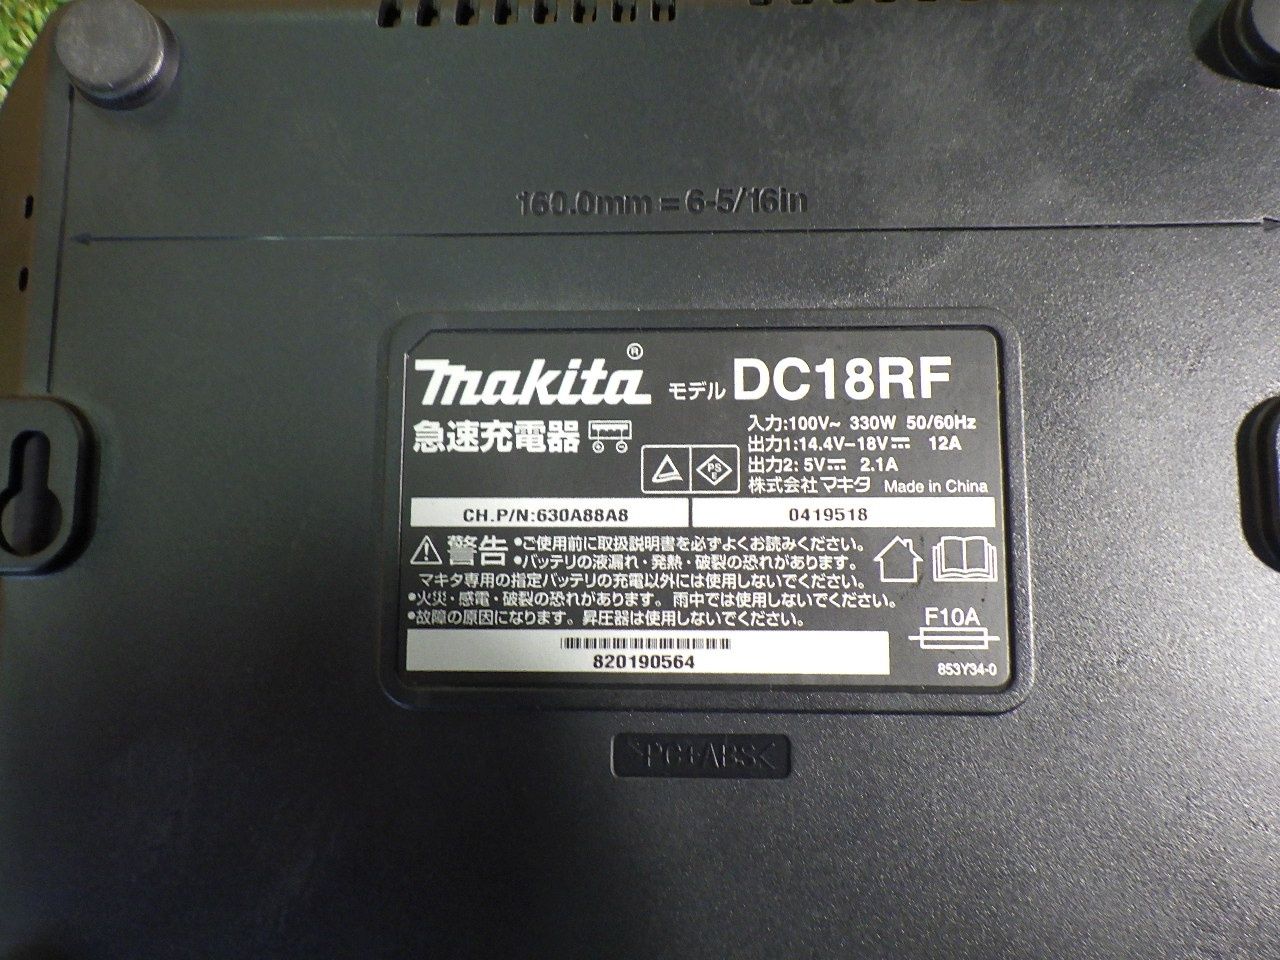 160.0mm = 6-5/16in
makita® モデル DC18RF
急速充電器
入力:100V~ 330W 50/60Hz
出力1:14.4V-18V⎓ 12A
出力2: 5V⎓ 2.1A
PS E
株式会社マキタ Made in China
CH.P/N:630A88A8
0419518
警告 •ご使用前に取扱説明書を必ずよくお読みください。
•バッテリの液漏れ・発熱・破裂の恐れがあります。
マキタ専用の指定バッテリの充電以外には使用しないでください。
•火災・感電・破裂の恐れがあります。雨中では使用しないでください。
•故障の原因になります。昇圧器は使用しないでください。
F10A
820190564
853Y34-0
>PC+ABS<